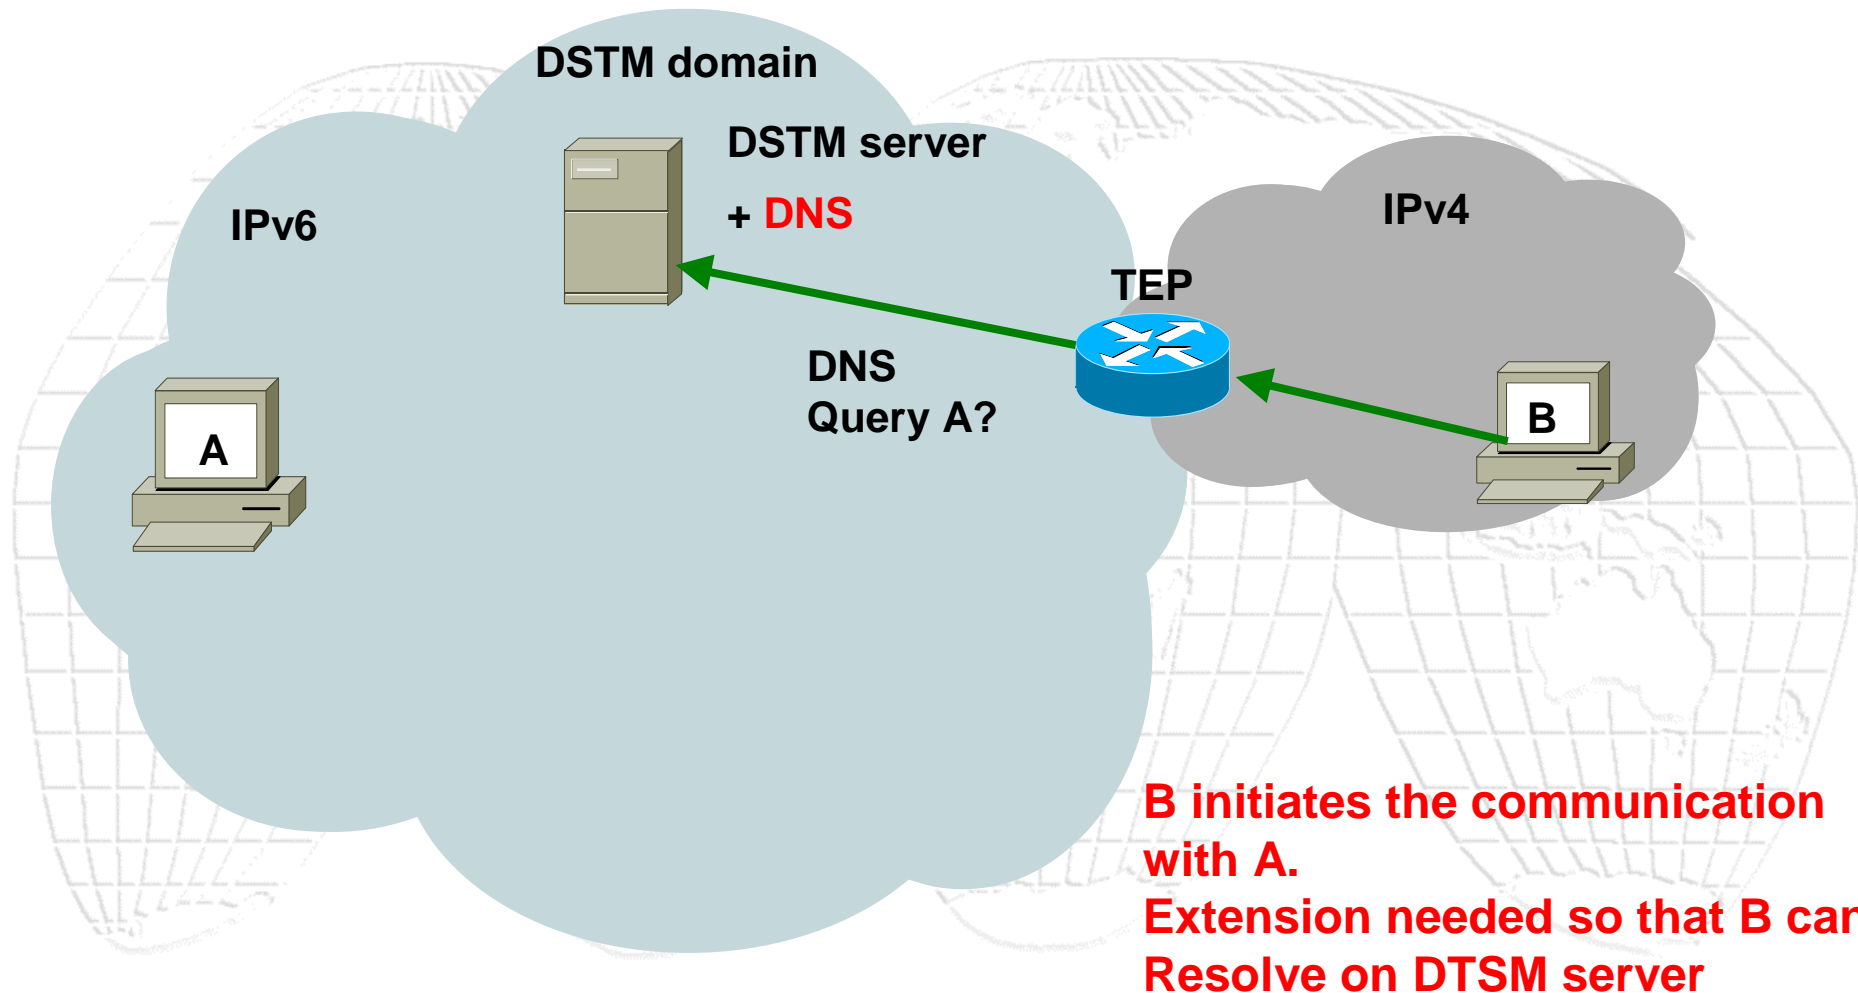 DSTM domain
DSTM server
+ DNS
IPv6
IPv4
TEP
DNS
Query A?
A
B
B initiates the communication
with A.
Extension needed so that B can
Resolve on DTSM server